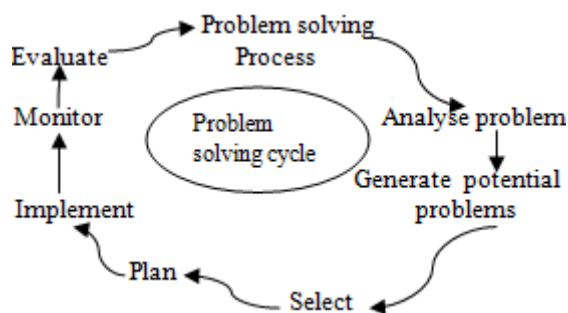 Problem solving
Process
Evaluate
Analyse problem
Monitor
Problem
solving cycle
Generate potential
problems
Implement
Plan
Select